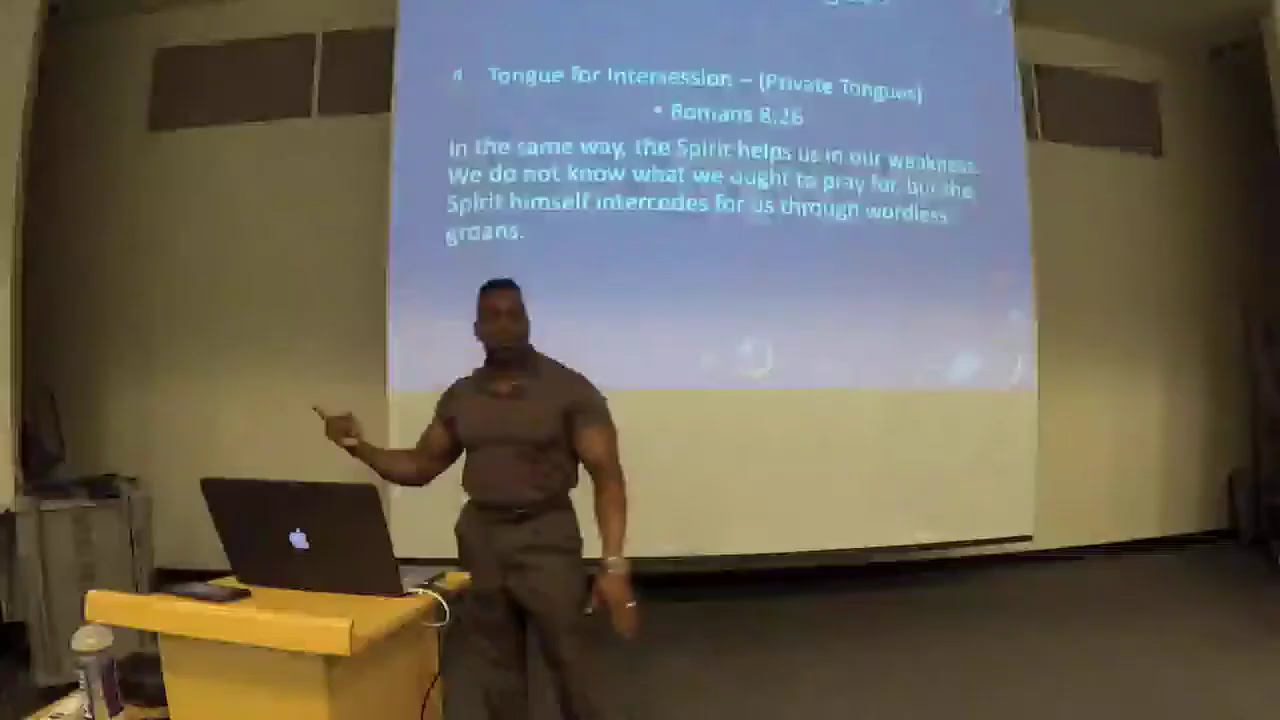 Tongue for Intersession – (Private Tongues)
• Romans 8.26
In the same way, the Spirit helps us in our weakness.
We do not know what we ought to pray for, but the
Spirit himself intercedes for us through wordless
groans.